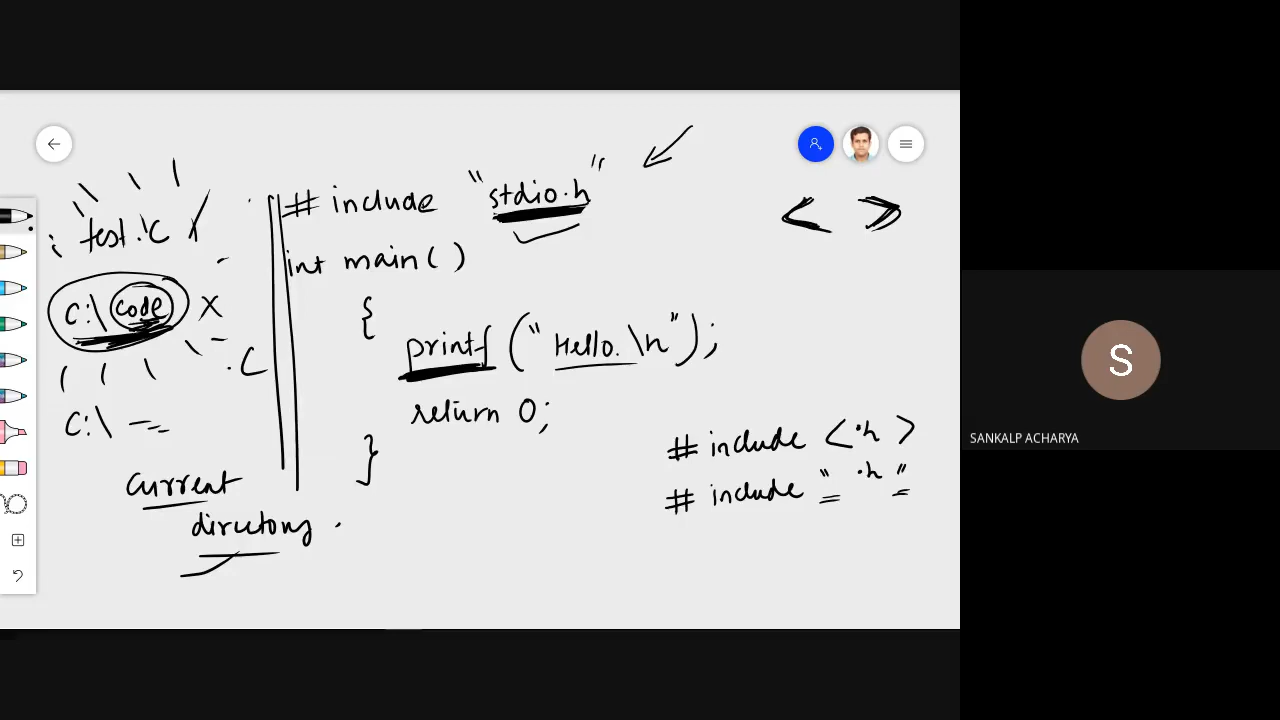 test.c
C:\ code X
.C
C:\
current
directory.
# include "stdio.h"
< >
int main( )
{
printf ("Hello. \n");
return 0;
}
# include < .h >
# include " .h "
S
SANKALP ACHARYA